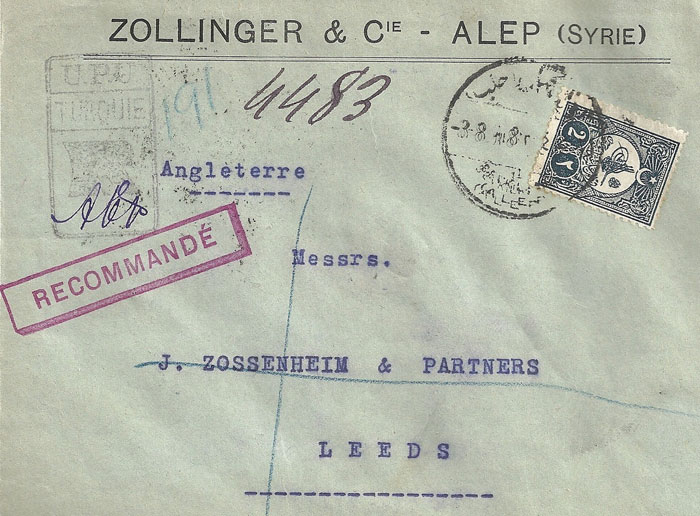 ZOLLINGER & CIE - ALEP (SYRIE)
U.P.U
TURQUIE
191
4483
Angleterre
RECOMMANDÉ
Messrs.
J. ZOSSENHEIM & PARTNERS
LEEDS